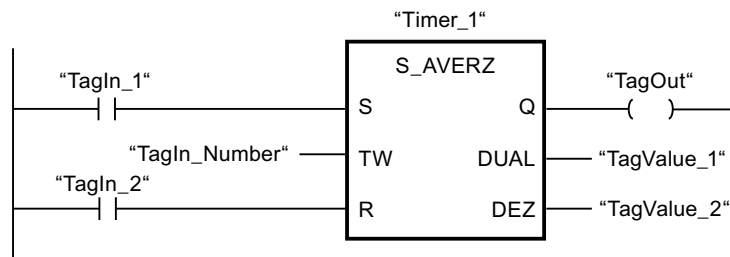 “Timer_1“
S_AVERZ
“TagIn_1“
S
Q
“TagOut“
“TagIn_Number“
TW
DUAL
“TagValue_1“
“TagIn_2“
R
DEZ
“TagValue_2“